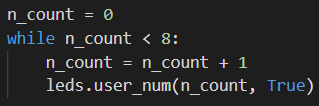 n_count = 0
while n_count < 8:
    n_count = n_count + 1
    leds.user_num(n_count, True)